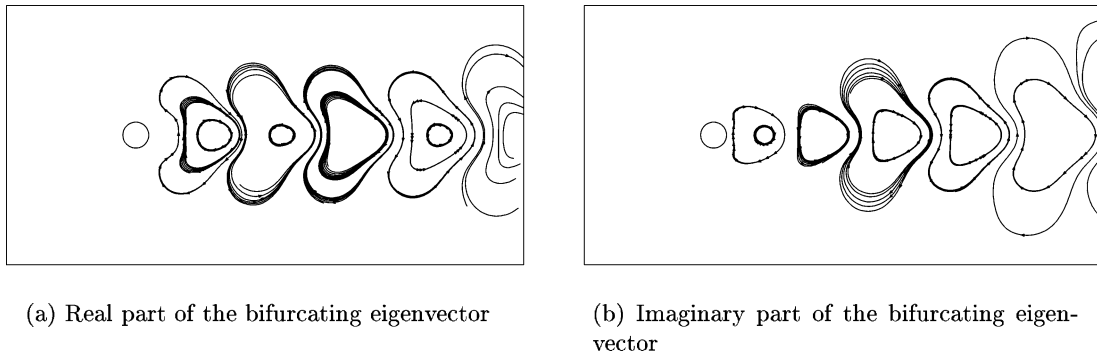 (a) Real part of the bifurcating eigenvector
(b) Imaginary part of the bifurcating eigen-
vector